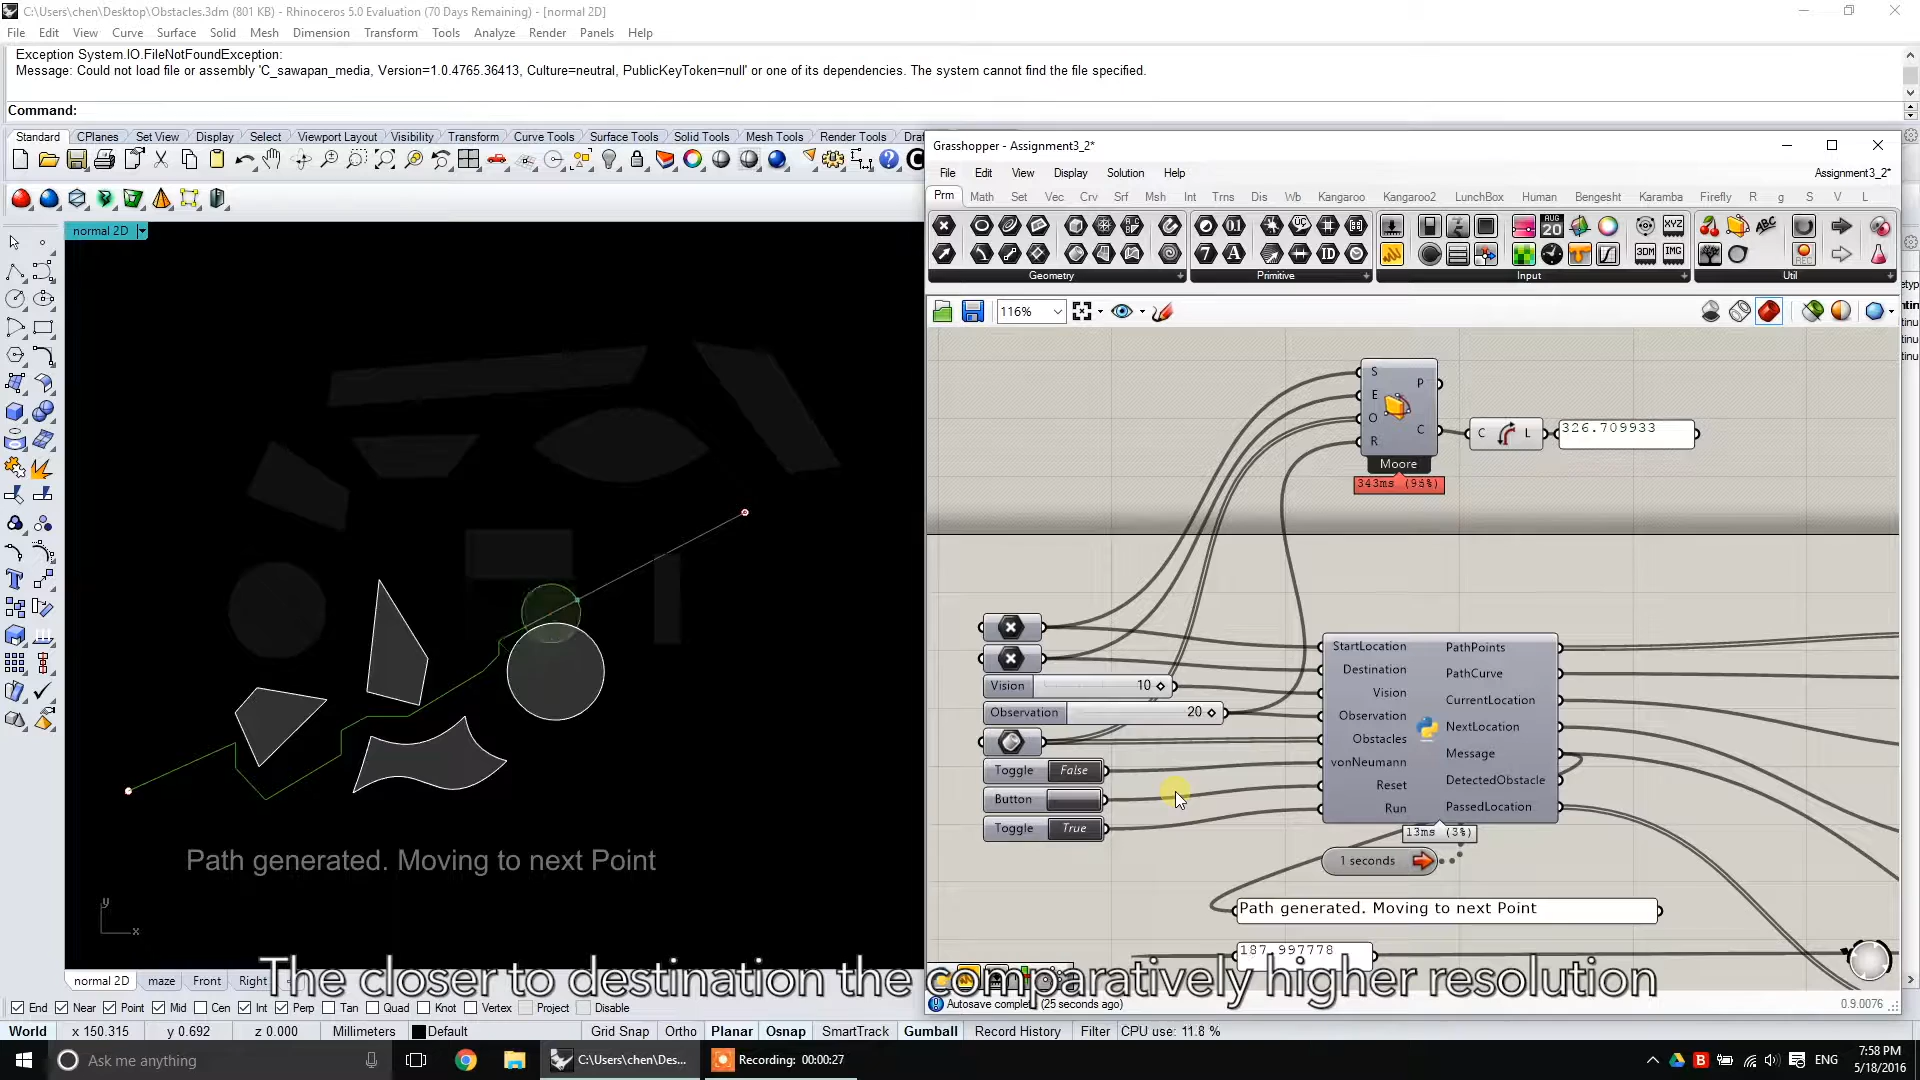 C:\Users\chen\Desktop\Obstacles.3dm (801 KB) - Rhinoceros 5.0 Evaluation (70 Days Remaining) - [normal 2D]
File Edit View Curve Surface Solid Mesh Dimension Transform Tools Analyze Render Panels Help
Exception System.IO.FileNotFoundException:
Message: Could not load file or assembly 'C_sawapan_media, Version=1.0.4765.36413, Culture=neutral, PublicKeyToken=null' or one of its dependencies. The system cannot find the file specified.
Command:
Standard CPlanes Set View Display Select Viewport Layout Visibility Transform Curve Tools Surface Tools Solid Tools Mesh Tools Render Tools Draf
Grasshopper - Assignment3_2*
File Edit View Display Solution Help
Assignment3_2*
Prm Math Set Vec Crv Srf Msh Int Trns Dis Wb Kangaroo Kangaroo2 LunchBox Human Bengesht Karamba Firefly R g S V L
Geometry Primitive Input Util
116%
normal 2D
S
E
O
R
P
C
Moore
343ms (95%)
C L
326.709933
Vision 10
Observation 20
Toggle False
Button
Toggle True
StartLocation
Destination
Vision
Observation
Obstacles
vonNeumann
Reset
Run
PathPoints
PathCurve
CurrentLocation
NextLocation
Message
DetectedObstacle
PassedLocation
13ms (3%)
1 seconds
Path generated. Moving to next Point
187.997778
Path generated. Moving to next Point
y
x
The closer to destination the comparatively higher resolution
normal 2D maze Front Right
Autosave complet (25 seconds ago)
0.9.0076
End Near Point Mid Cen Int Perp Tan Quad Knot Vertex Project Disable
World x 150.315 y 0.692 z 0.000 Millimeters Default Grid Snap Ortho Planar Osnap SmartTrack Gumball Record History Filter CPU use: 11.8 %
Ask me anything
C:\Users\chen\Des...
Recording: 00:00:27
ENG
7:58 PM
5/18/2016